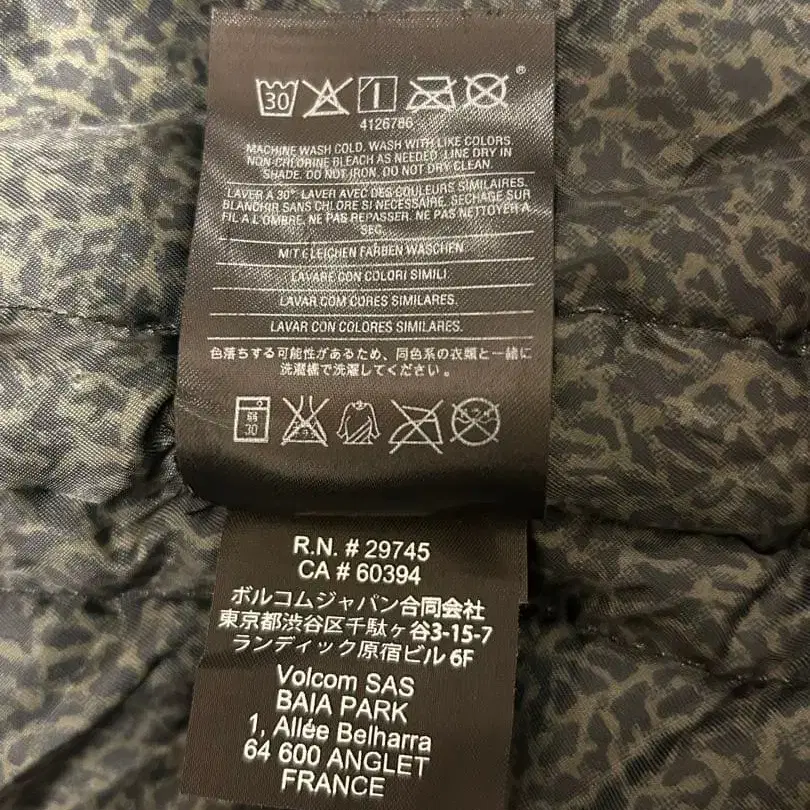 30
®
4126786
MACHINE WASH COLD. WASH WITH LIKE COLORS.
NON-CHLORINE BLEACH AS NEEDED. LINE DRY IN
SHADE. DO NOT IRON. DO NOT DRY CLEAN
LAVER A 30°. LAVER AVEC DES COULEURS SIMILAIRES.
BLANCHIR SANS CHLORE SI NECESSAIRE. SECHAGE SUR
FIL A L'OMBRE. NE PAS REPASSER. NE PAS NETTOYER A
SEC.
MIT GLEICHEN FARBEN WASCHEN
LAVARE CON COLORI SIMILI.
LAVAR COM CORES SIMILARES.
LAVAR CON COLORES SIMILARES.
色落ちする可能性があるため、同色系の衣類と一緒に
洗濯機で洗濯してください。
弱
30
R.N. # 29745
CA # 60394
ボルコムジャパン合同会社
東京都渋谷区千駄ヶ谷3-15-7
ランディック原宿ビル 6F
Volcom SAS
BAIA PARK
1, Allée Belharra
64 600 ANGLET
FRANCE